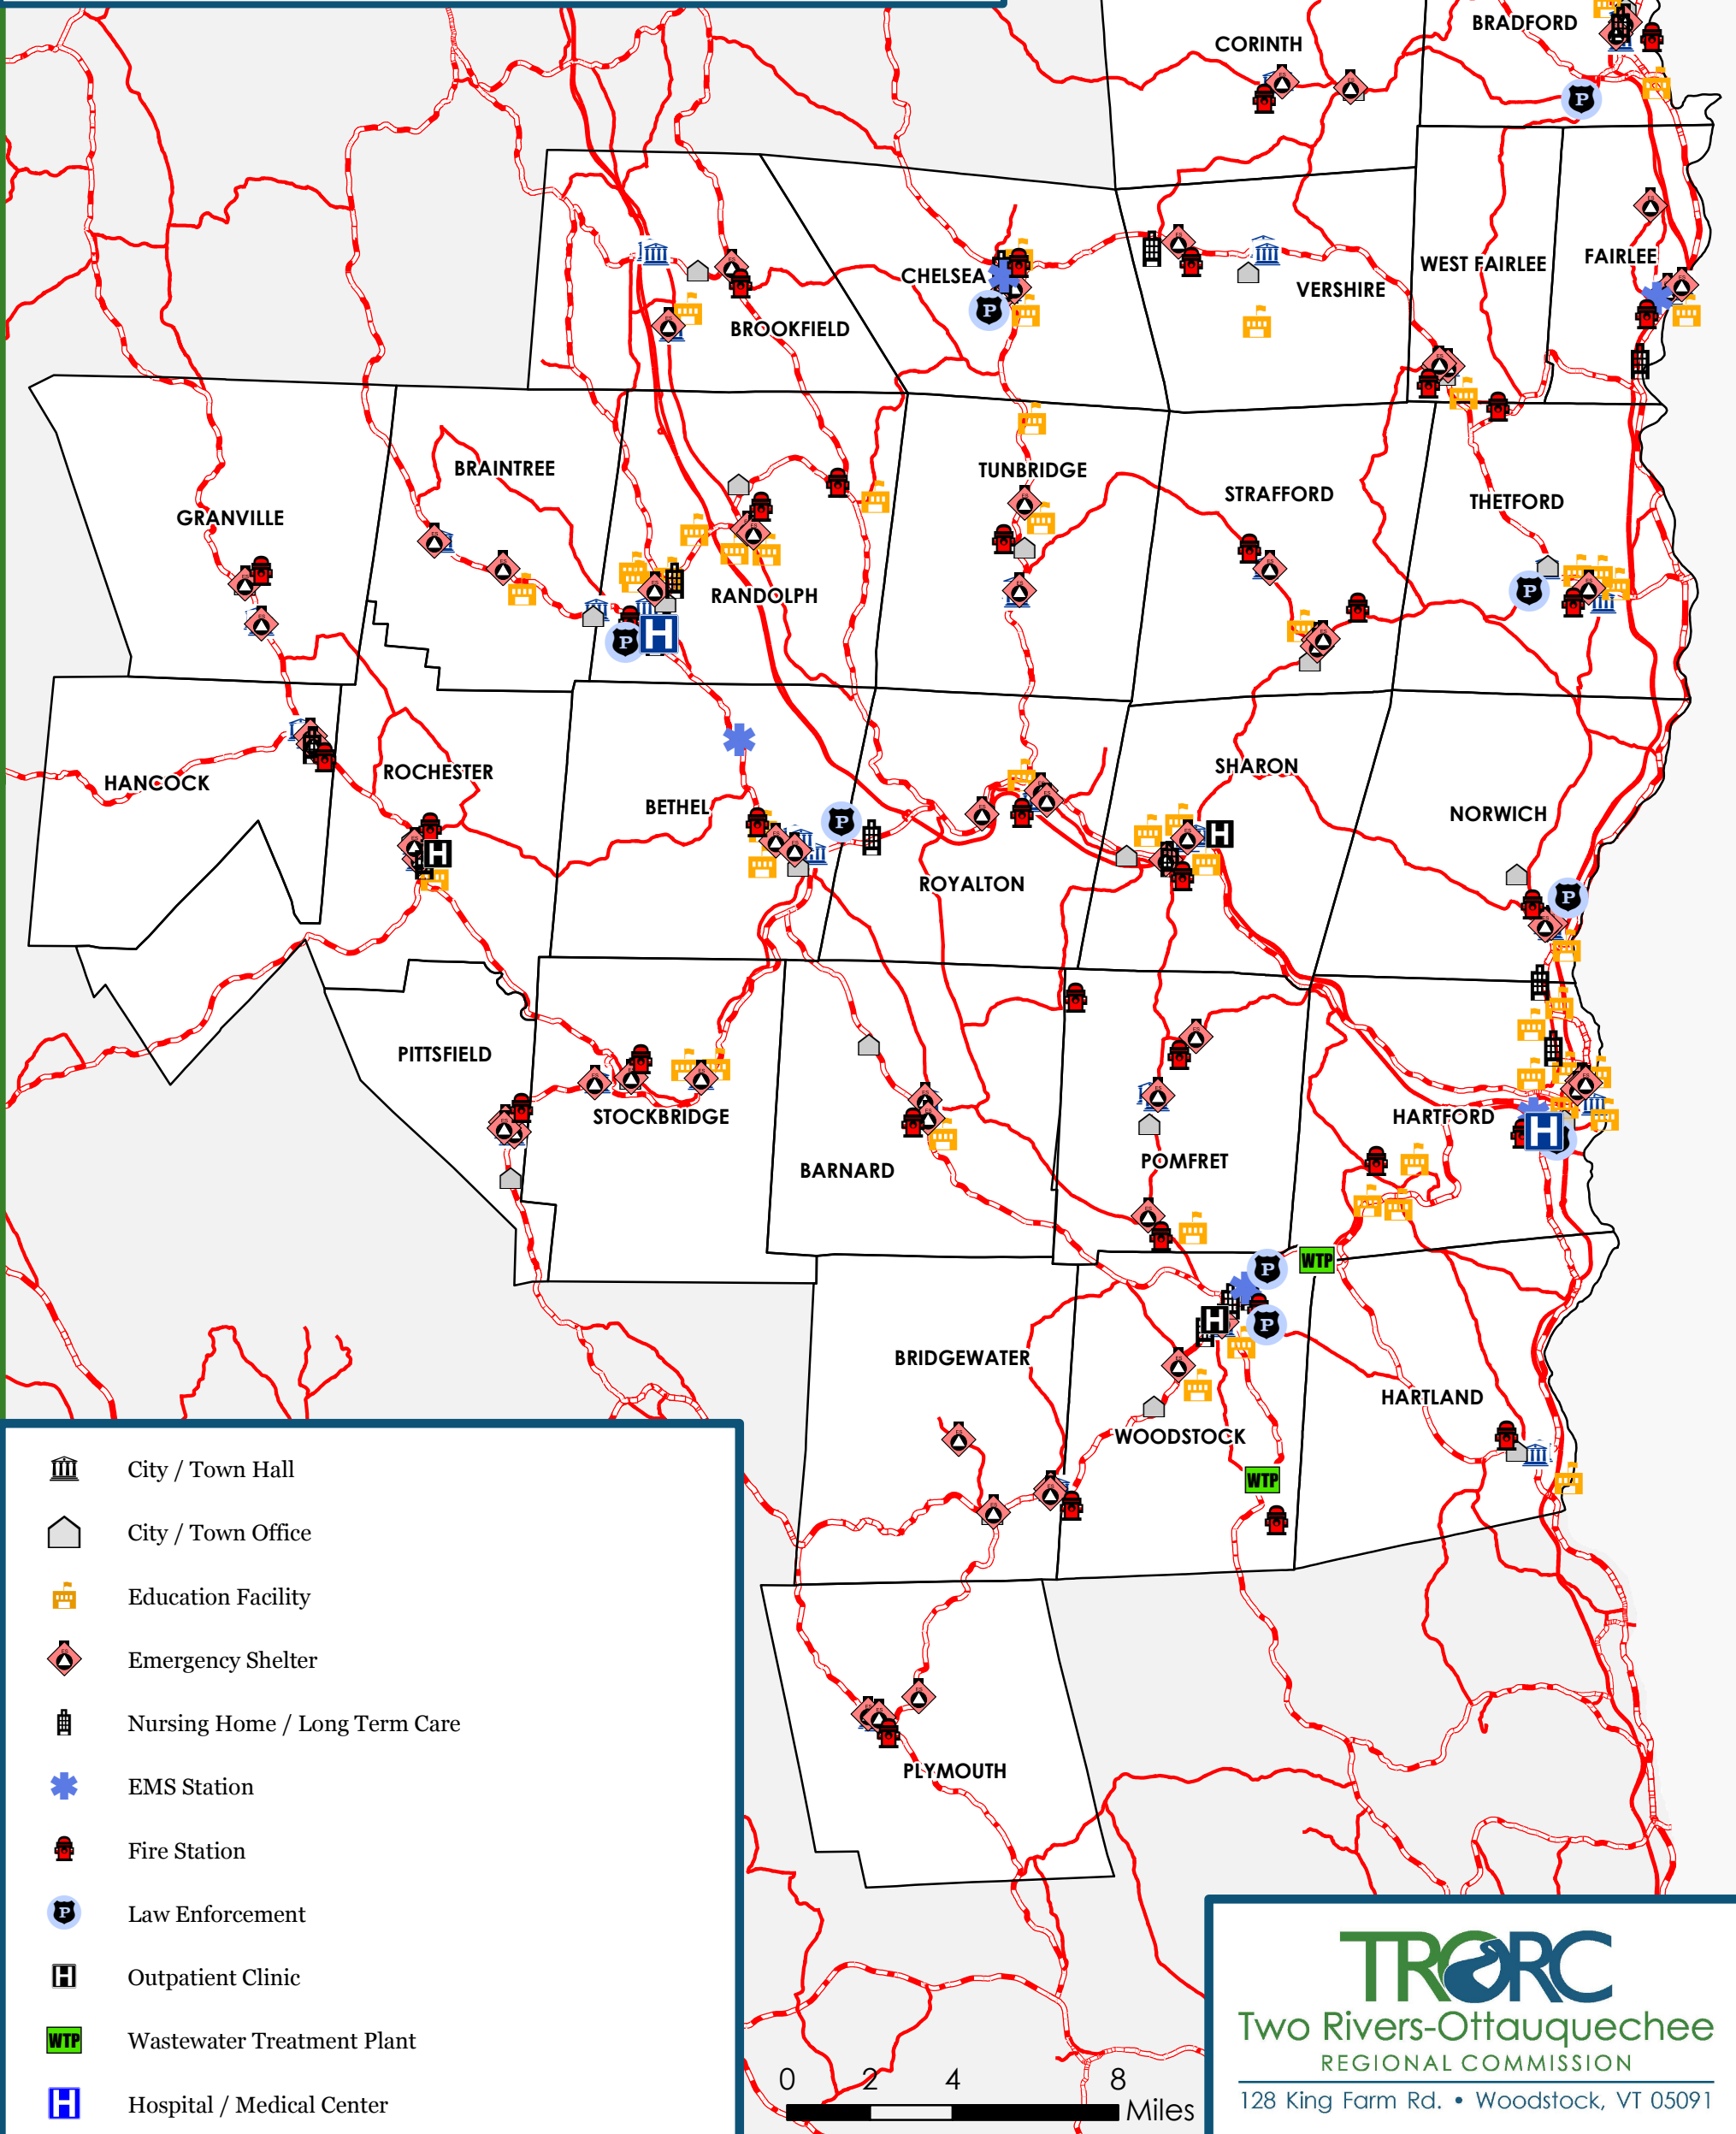 BRADFORD
CORINTH
WEST FAIRLEE
FAIRLEE
CHELSEA
VERSHIRE
BROOKFIELD
BRAINTREE
TUNBRIDGE
STRAFFORD
THETFORD
GRANVILLE
RANDOLPH
HANCOCK
ROCHESTER
SHARON
BETHEL
NORWICH
ROYALTON
PITTSFIELD
STOCKBRIDGE
HARTFORD
BARNARD
POMFRET
WTP
BRIDGEWATER
HARTLAND
WOODSTOCK
WTP
PLYMOUTH
City / Town Hall
City / Town Office
Education Facility
Emergency Shelter
Nursing Home / Long Term Care
EMS Station
Fire Station
P Law Enforcement
H Outpatient Clinic
WTP Wastewater Treatment Plant
H Hospital / Medical Center
0 2 4 8
Miles
TRORC
Two Rivers-Ottauquechee
REGIONAL COMMISSION
128 King Farm Rd. • Woodstock, VT 05091